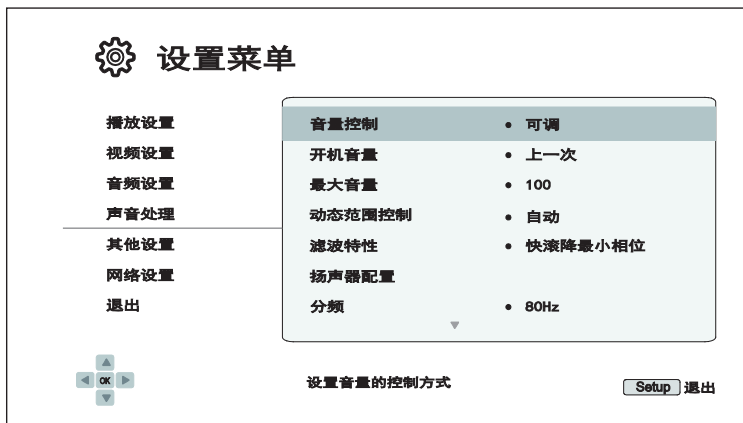 设置菜单
播放设置
视频设置
音频设置
声音处理
其他设置
网络设置
退出
音量控制 • 可调
开机音量 • 上一次
最大音量 • 100
动态范围控制 • 自动
滤波特性 • 快滚降最小相位
扬声器配置
分频 • 80Hz
OK
设置音量的控制方式
Setup 退出